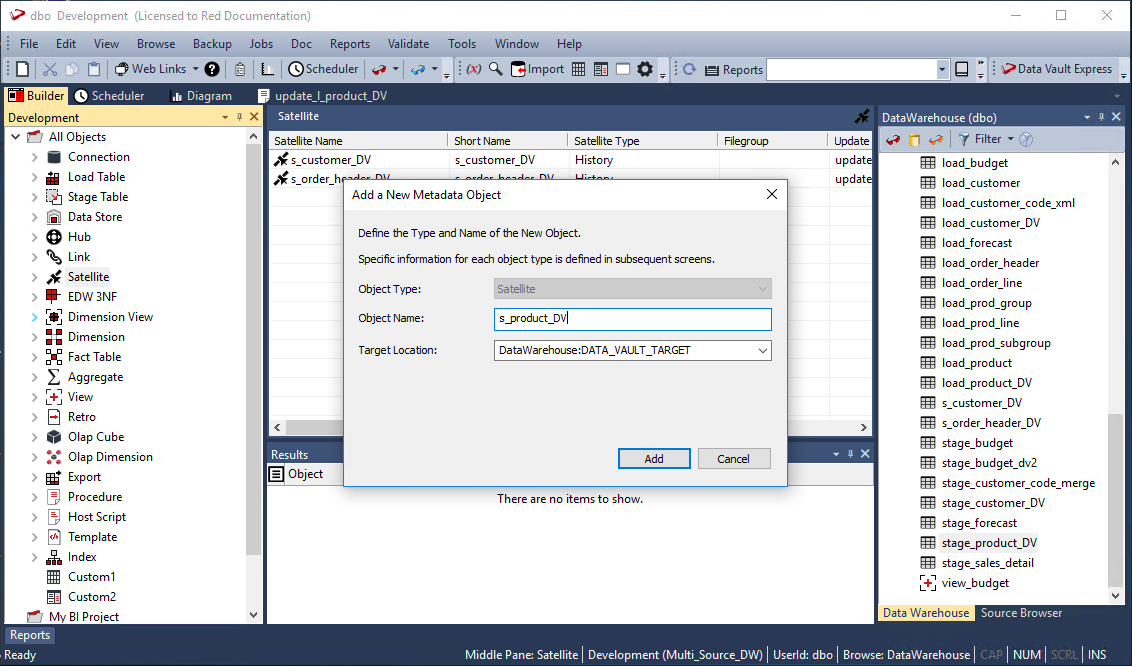 dbo Development (Licensed to Red Documentation)
File Edit View Browse Backup Jobs Doc Reports Validate Tools Window Help
Web Links Scheduler (x) Import Reports Data Vault Express
Builder Scheduler Diagram update_l_product_DV
Development
All Objects
Connection
Load Table
Stage Table
Data Store
Hub
Link
Satellite
EDW 3NF
Dimension View
Dimension
Fact Table
Aggregate
View
Retro
Olap Cube
Olap Dimension
Export
Procedure
Host Script
Template
Index
Custom1
Custom2
My BI Project
Satellite
Satellite Name Short Name Satellite Type Filegroup Update
s_customer_DV s_customer_DV History update
s_order_header_DV s_order_header_DV History update
Add a New Metadata Object
Define the Type and Name of the New Object.
Specific information for each object type is defined in subsequent screens.
Object Type: Satellite
Object Name: s_product_DV
Target Location: DataWarehouse:DATA_VAULT_TARGET
Add Cancel
Results
Object
There are no items to show.
DataWarehouse (dbo)
Filter
load_budget
load_customer
load_customer_code_xml
load_customer_DV
load_forecast
load_order_header
load_order_line
load_prod_group
load_prod_line
load_prod_subgroup
load_product
load_product_DV
s_customer_DV
s_order_header_DV
stage_budget
stage_budget_dv2
stage_customer_code_merge
stage_customer_DV
stage_forecast
stage_product_DV
stage_sales_detail
view_budget
Data Warehouse Source Browser
Reports
Ready Middle Pane: Satellite Development (Multi_Source_DW) UserId: dbo Browse: DataWarehouse CAP NUM SCRL INS